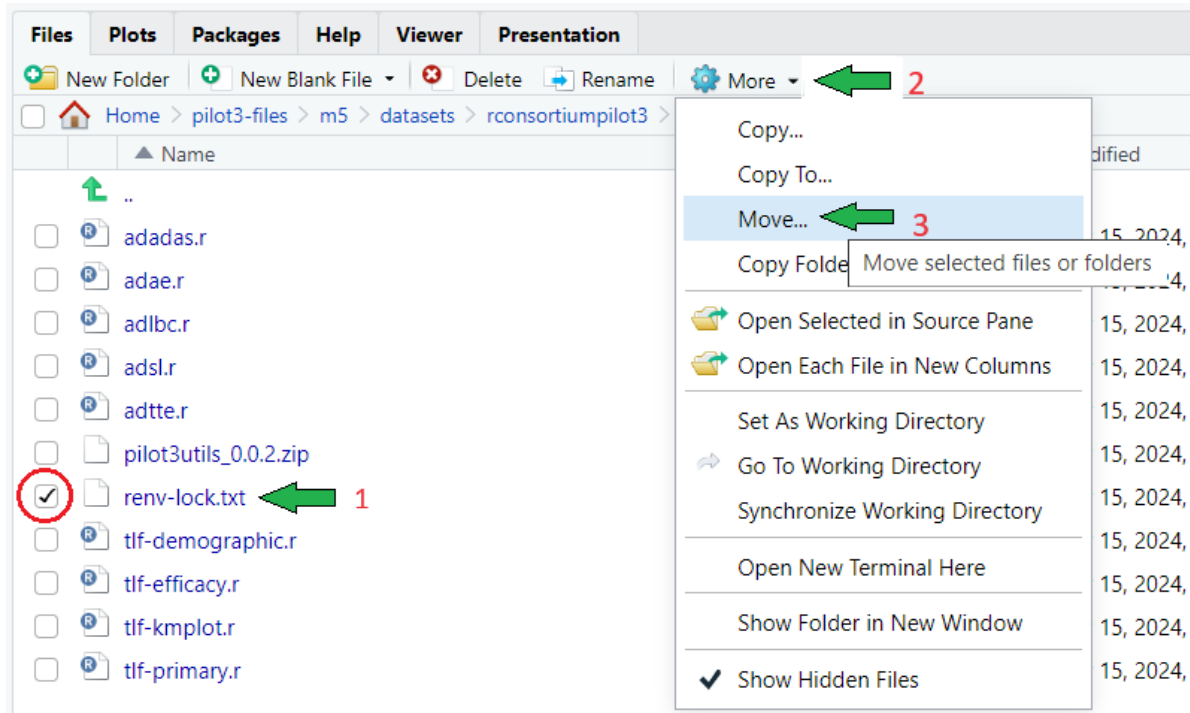 Files Plots Packages Help Viewer Presentation
New Folder New Blank File Delete Rename More 2
Home > pilot3-files > m5 > datasets > rconsortiumpilot3 >
Name
..
adadas.r
adae.r
adlbc.r
adsl.r
adtte.r
pilot3utils_0.0.2.zip
renv-lock.txt 1
tlf-demographic.r
tlf-efficacy.r
tlf-kmplot.r
tlf-primary.r
Copy...
Copy To...
Move... 3
Copy Folde
Move selected files or folders
Open Selected in Source Pane
Open Each File in New Columns
Set As Working Directory
Go To Working Directory
Synchronize Working Directory
Open New Terminal Here
Show Folder in New Window
Show Hidden Files
dified
15, 2024,
15, 2024,
15, 2024,
15, 2024,
15, 2024,
15, 2024,
15, 2024,
15, 2024,
15, 2024,
15, 2024,